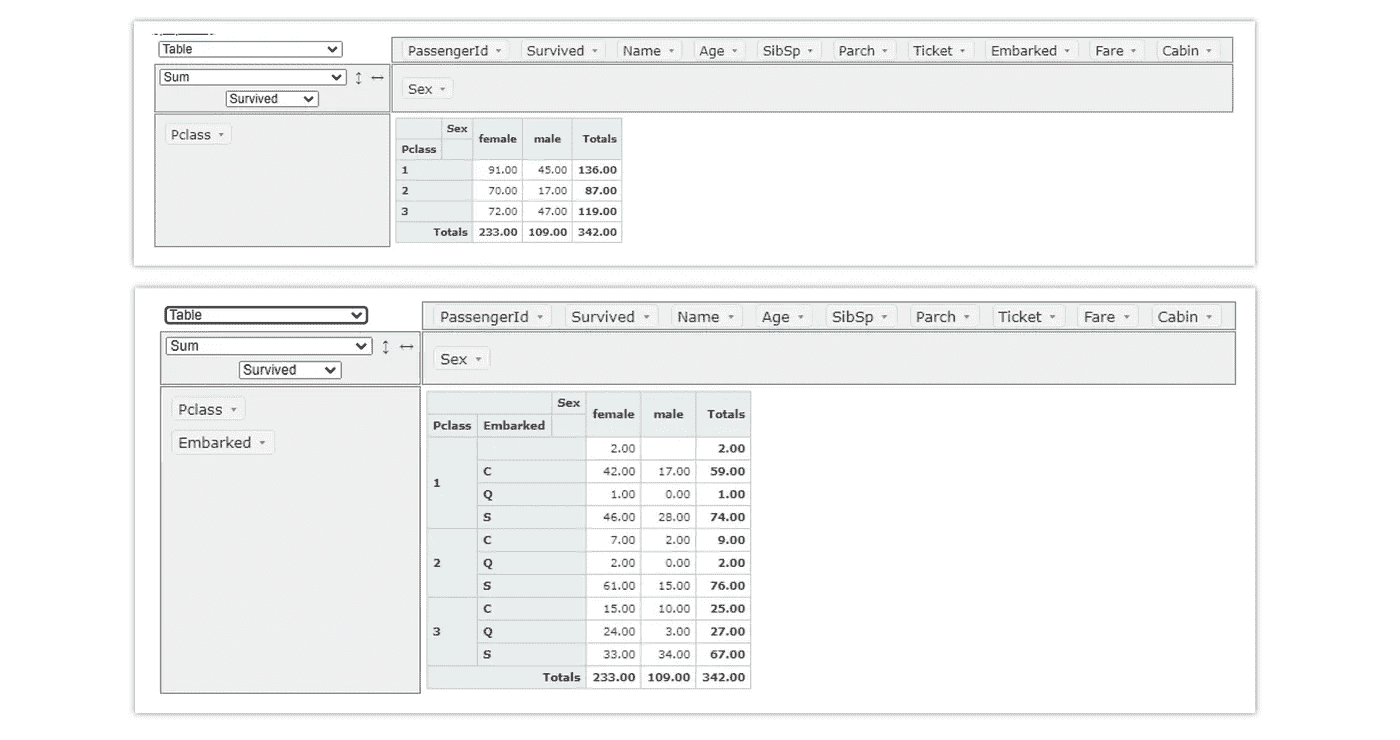 Table
PassengerId Survived Name Age SibSp Parch Ticket Embarked Fare Cabin
Sum
Survived
Sex
Pclass
Sex female male Totals
Pclass
1 91.00 45.00 136.00
2 70.00 17.00 87.00
3 72.00 47.00 119.00
Totals 233.00 109.00 342.00
Table
PassengerId Survived Name Age SibSp Parch Ticket Fare Cabin
Sum
Survived
Sex
Pclass
Embarked
Sex female male Totals
Pclass Embarked
2.00 2.00
C 42.00 17.00 59.00
1
Q 1.00 0.00 1.00
S 46.00 28.00 74.00
C 7.00 2.00 9.00
2 Q 2.00 0.00 2.00
S 61.00 15.00 76.00
C 15.00 10.00 25.00
3 Q 24.00 3.00 27.00
S 33.00 34.00 67.00
Totals 233.00 109.00 342.00